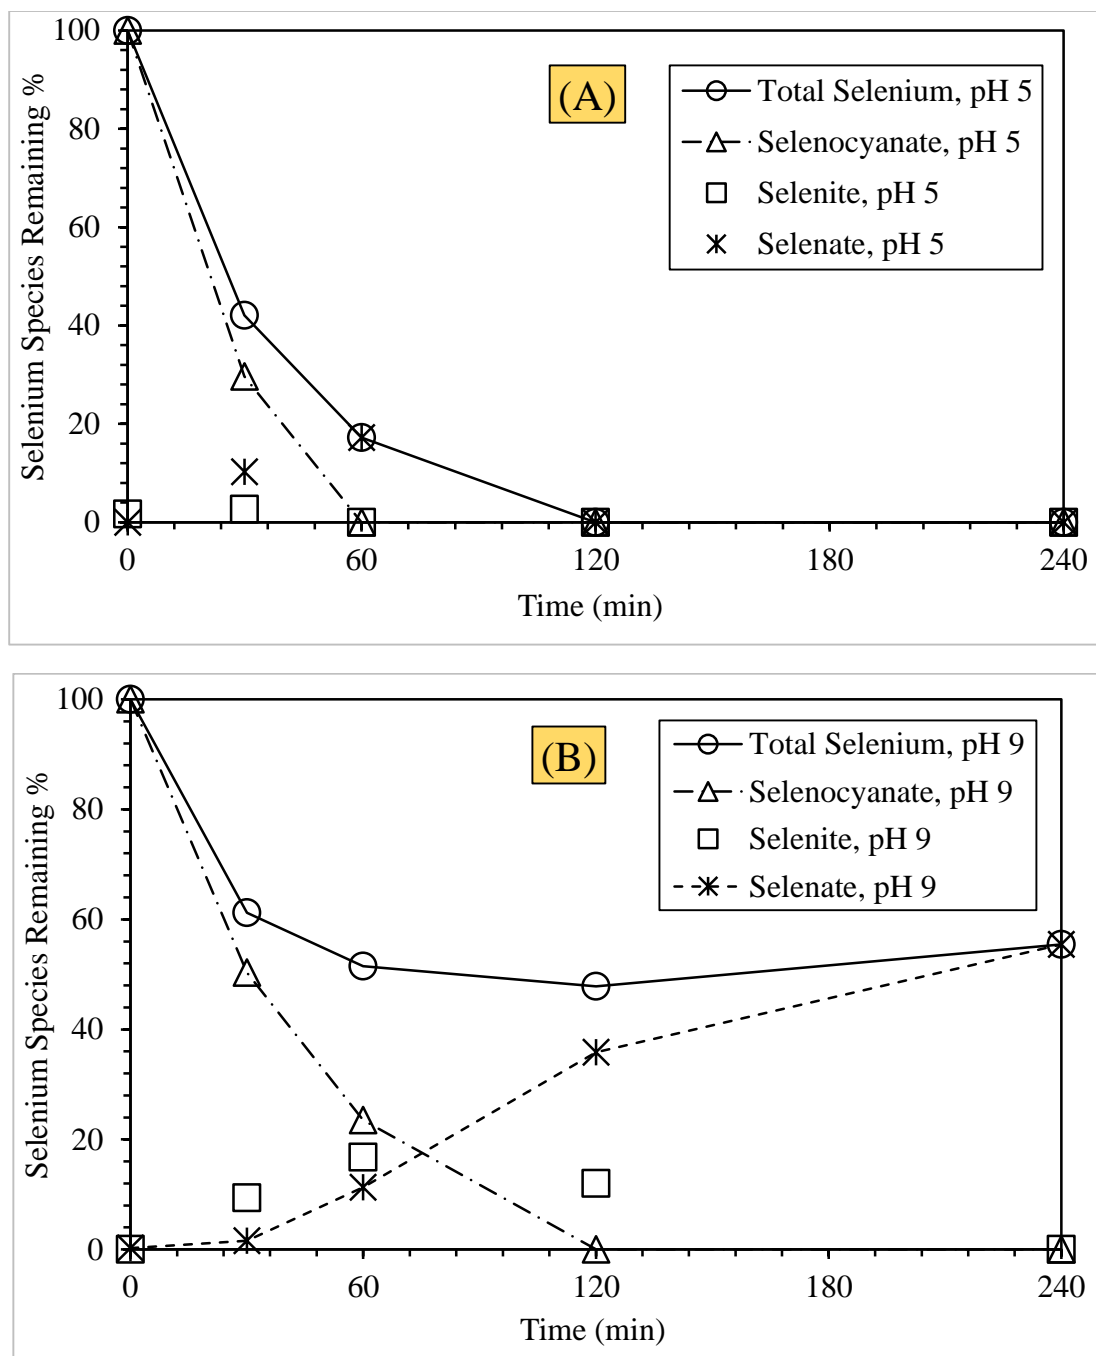 100
80
60
40
20
0
Selenium Species Remaining %
(A)
Total Selenium, pH 5
Selenocyanate, pH 5
Selenite, pH 5
Selenate, pH 5
0 60 120 180 240
Time (min)
100
80
60
40
20
0
Selenium Species Remaining %
(B)
Total Selenium, pH 9
Selenocyanate, pH 9
Selenite, pH 9
Selenate, pH 9
0 60 120 180 240
Time (min)